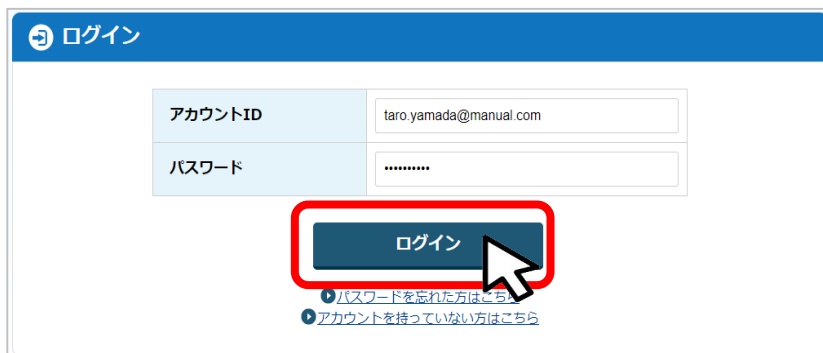 ログイン
アカウントID
taro.yamada@manual.com
パスワード
••••••••••
ログイン
パスワードを忘れた方はこちら
アカウントを持っていない方はこちら